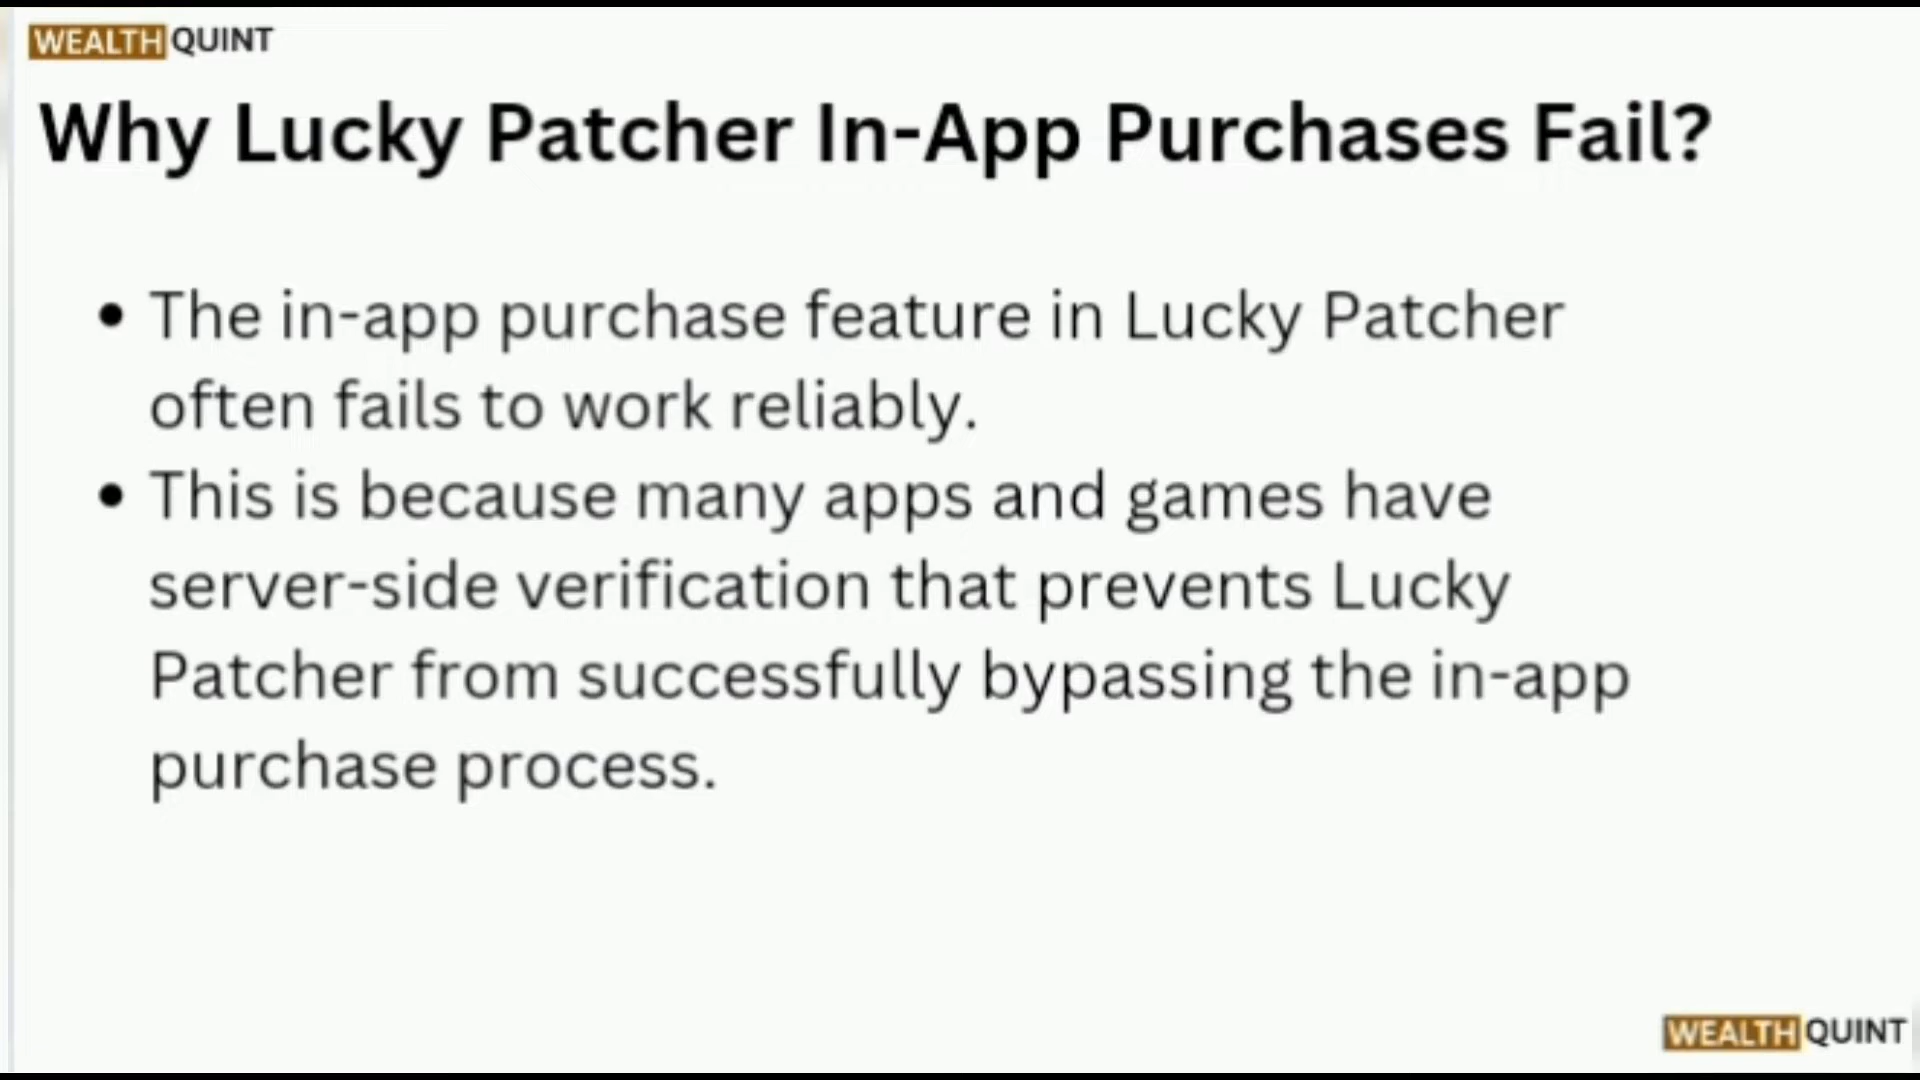 WEALTH QUINT
Why Lucky Patcher In-App Purchases Fail?
• The in-app purchase feature in Lucky Patcher
often fails to work reliably.
• This is because many apps and games have
server-side verification that prevents Lucky
Patcher from successfully bypassing the in-app
purchase process.
WEALTH QUINT